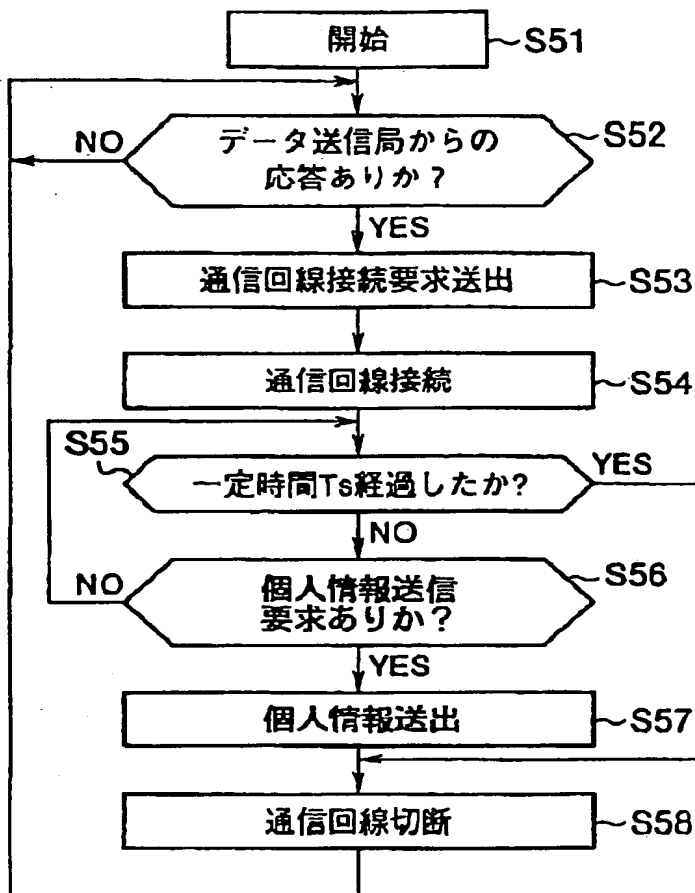 開始
S51
NO
データ送信局からの
応答ありか？
S52
YES
通信回線接続要求送出
S53
通信回線接続
S54
S55
一定時間Ts経過したか?
YES
NO
NO
個人情報送信
要求ありか？
S56
YES
個人情報送出
S57
通信回線切断
S58